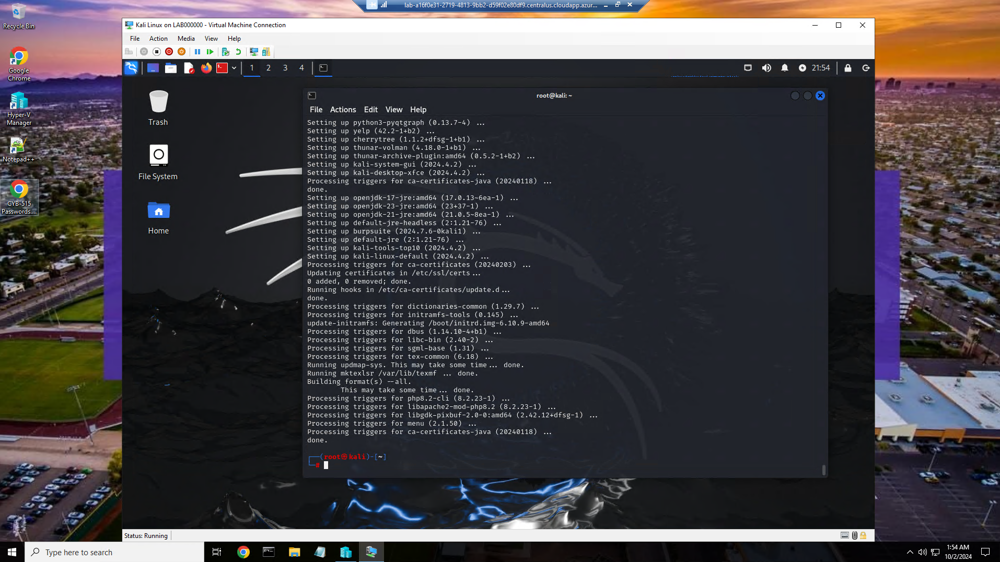 lab-a16f0e31-2719-4813-9bb2-d59f02e80df9.centralus.cloudapp.azur...
Recycle Bin
Google
Chrome
Hyper-V
Manager
Notepad++
CYB-515
Passwords....
Kali Linux on LAB000000 - Virtual Machine Connection
File Action Media View Help
1 2 3 4
21:54
Trash
File System
Home
root@kali: ~
File Actions Edit View Help
Setting up python3-pyqtgraph (0.13.7-4) ...
Setting up yelp (42.2-1+b2) ...
Setting up cherrytree (1.1.2+dfsg-1+b1) ...
Setting up thunar-volman (4.18.0-1+b1) ...
Setting up thunar-archive-plugin:amd64 (0.5.2-1+b2) ...
Setting up kali-system-gui (2024.4.2) ...
Setting up kali-desktop-xfce (2024.4.2) ...
Processing triggers for ca-certificates-java (20240118) ...
done.
Setting up openjdk-17-jre:amd64 (17.0.13~6ea-1) ...
Setting up openjdk-23-jre:amd64 (23+37-1) ...
Setting up openjdk-21-jre:amd64 (21.0.5~8ea-1) ...
Setting up default-jre-headless (2:1.21-76) ...
Setting up burpsuite (2024.7.6-0kali1) ...
Setting up default-jre (2:1.21-76) ...
Setting up kali-tools-top10 (2024.4.2) ...
Setting up kali-linux-default (2024.4.2) ...
Processing triggers for ca-certificates (20240203) ...
Updating certificates in /etc/ssl/certs...
0 added, 0 removed; done.
Running hooks in /etc/ca-certificates/update.d...
done.
Processing triggers for dictionaries-common (1.29.7) ...
Processing triggers for initramfs-tools (0.145) ...
update-initramfs: Generating /boot/initrd.img-6.10.9-amd64
Processing triggers for dbus (1.14.10-4+b1) ...
Processing triggers for libc-bin (2.40-2) ...
Processing triggers for sgml-base (1.31) ...
Processing triggers for tex-common (6.18) ...
Running updmap-sys. This may take some time... done.
Running mktexlsr /var/lib/texmf ... done.
Building format(s) --all.
This may take some time... done.
Processing triggers for php8.2-cli (8.2.23-1) ...
Processing triggers for libapache2-mod-php8.2 (8.2.23-1) ...
Processing triggers for libgdk-pixbuf-2.0-0:amd64 (2.42.12+dfsg-1) ...
Processing triggers for menu (2.1.50) ...
Processing triggers for ca-certificates-java (20240118) ...
done.
┌──(root㉿kali)-[~]
└─#
Status: Running
Type here to search
1:54 AM
10/2/2024